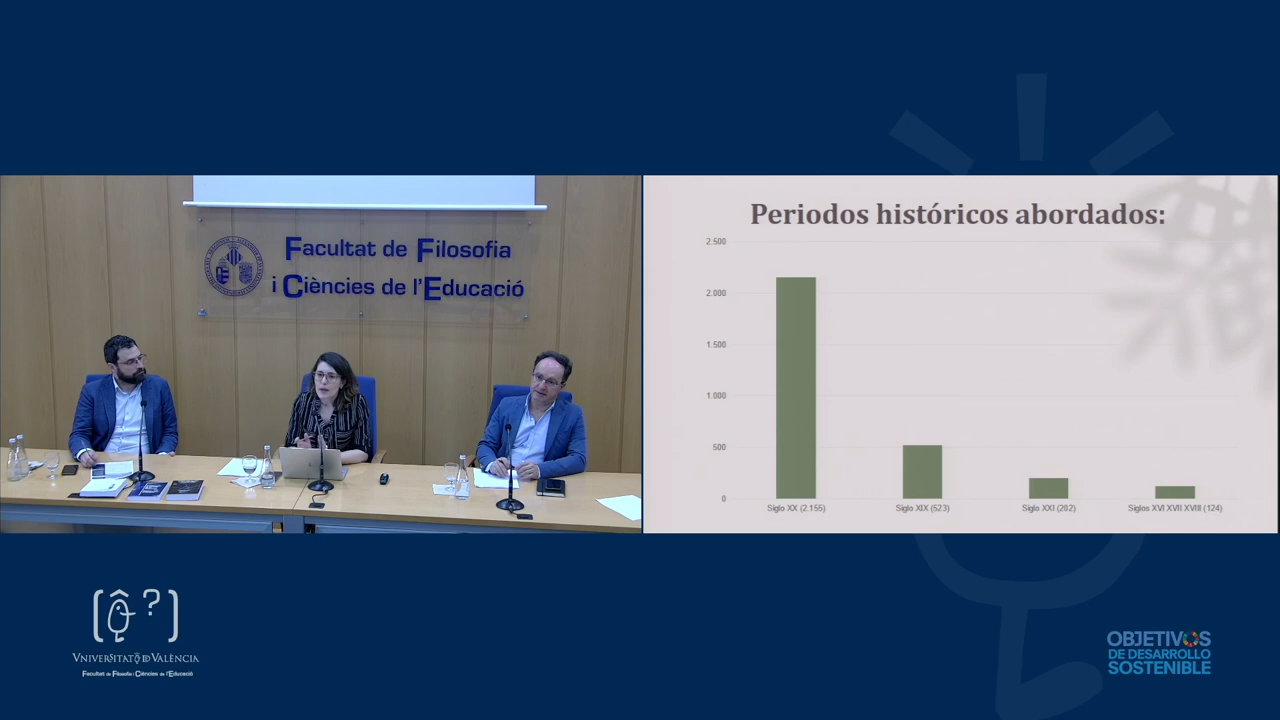 Facultat de Filosofia
i Ciències de l'Educació
Periodos históricos abordados:
2.500
2.000
1.500
1.000
500
0
Siglo XX (2.155)
Siglo XIX (523)
Siglo XXI (202)
Siglos XVI XVII XVIII (124)
[Ô ?]
VNIVERSITAT ID VALÈNCIA
Facultat de Filosofia i Ciències de l'Educació
OBJETIVOS
DE DESARROLLO
SOSTENIBLE